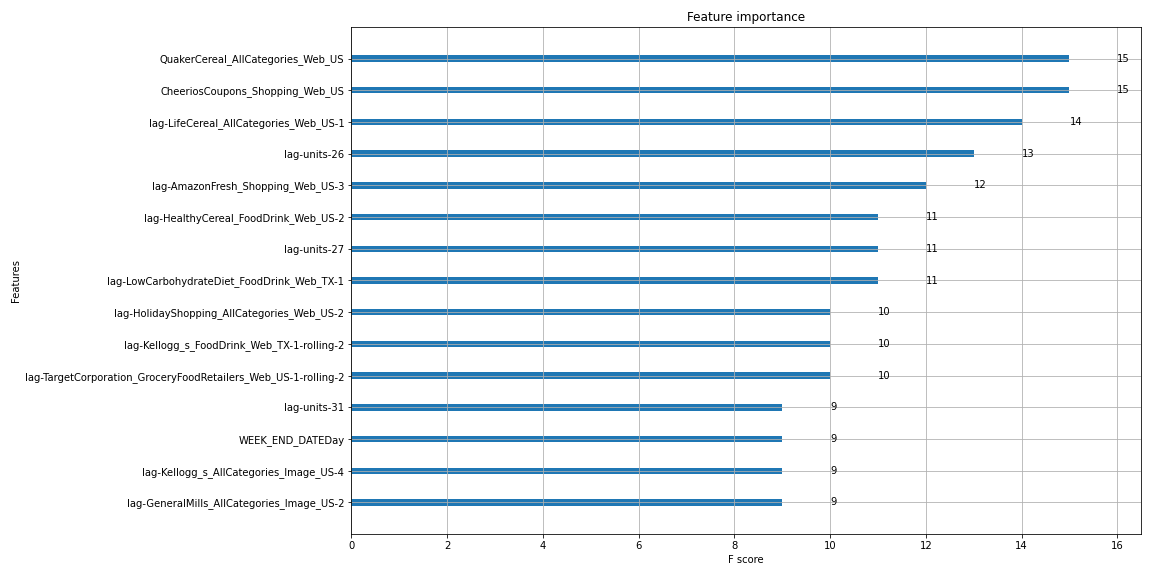 Feature importance
Features
QuakerCereal_AllCategories_Web_US 15
CheeriosCoupons_Shopping_Web_US 15
lag-LifeCereal_AllCategories_Web_US-1 14
lag-units-26 13
lag-AmazonFresh_Shopping_Web_US-3 12
lag-HealthyCereal_FoodDrink_Web_US-2 11
lag-units-27 11
lag-LowCarbohydrateDiet_FoodDrink_Web_TX-1 11
lag-HolidayShopping_AllCategories_Web_US-2 10
lag-Kellogg_s_FoodDrink_Web_TX-1-rolling-2 10
lag-TargetCorporation_GroceryFoodRetailers_Web_US-1-rolling-2 10
lag-units-31 9
WEEK_END_DATEDay 9
lag-Kellogg_s_AllCategories_Image_US-4 9
lag-GeneralMills_AllCategories_Image_US-2 9
0 2 4 6 8 10 12 14 16
F score